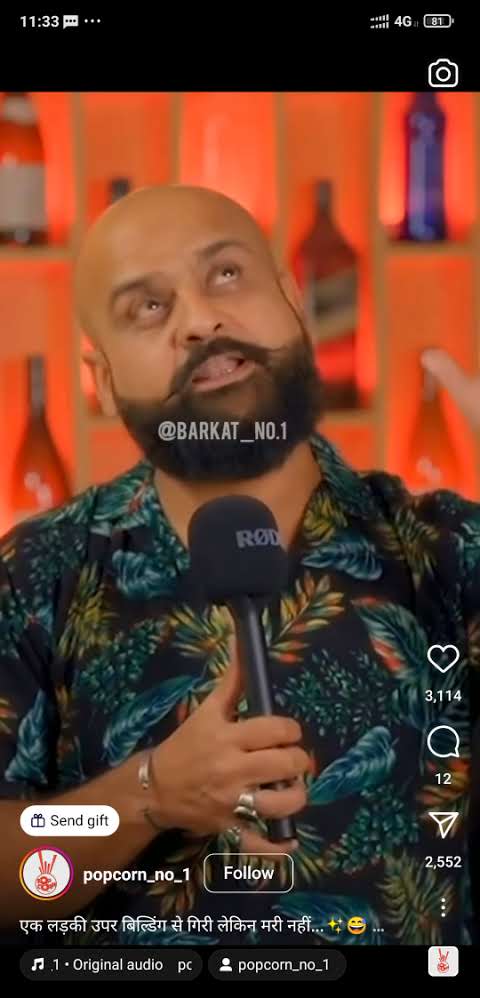 11:33
4G
81
@BARKAT_NO.1
RØD
3,114
12
2,552
Send gift
popcorn_no_1
Follow
एक लड़की उपर बिल्डिंग से गिरी लेकिन मरी नहीं...✨😅 ...
.1 • Original audio pc
popcorn_no_1